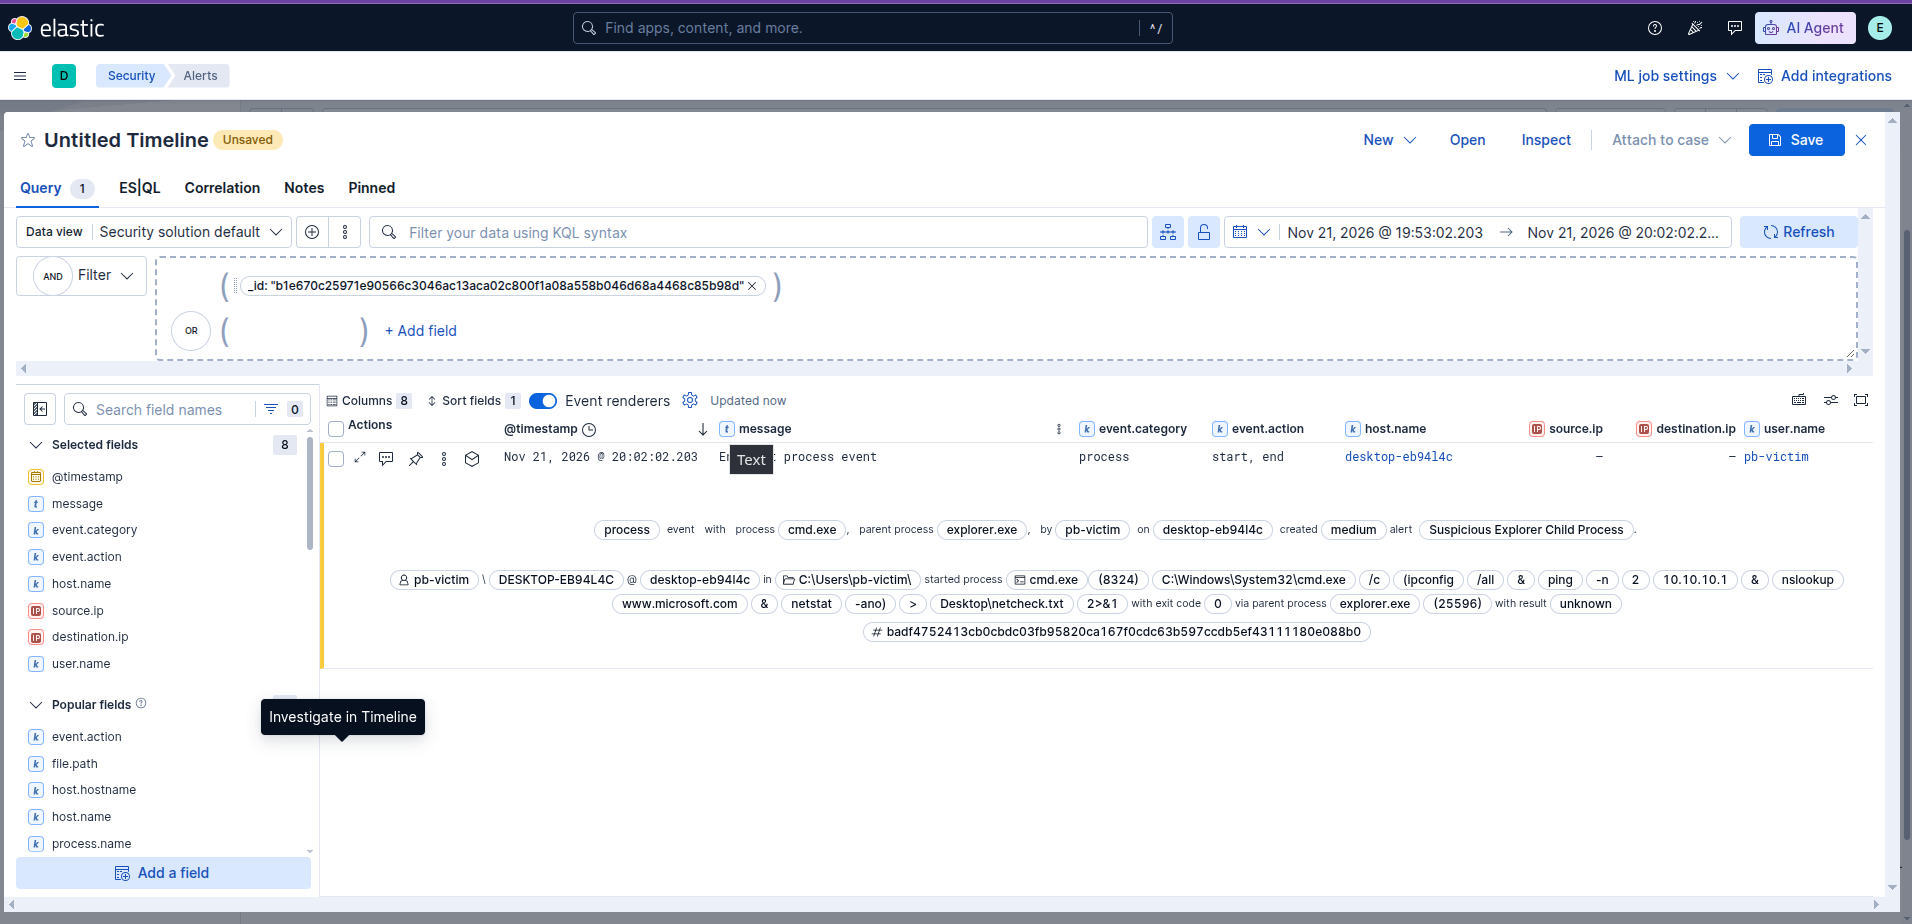 elastic
Find apps, content, and more.
^ /
AI Agent
E
D
Security
Alerts
ML job settings
Add integrations
Untitled Timeline
Unsaved
New
Open
Inspect
Attach to case
Save
Query 1
ES|QL
Correlation
Notes
Pinned
Data view
Security solution default
Filter your data using KQL syntax
Nov 21, 2026 @ 19:53:02.203
Nov 21, 2026 @ 20:02:02.2...
Refresh
AND Filter
( _id: "b1e670c25971e90566c3046ac13aca02c800f1a08a558b046d68a4468c85b98d" )
OR ( ) + Add field
Search field names
0
Columns 8
Sort fields 1
Event renderers
Updated now
Actions
@timestamp
message
event.category
event.action
host.name
source.ip
destination.ip
user.name
Selected fields 8
@timestamp
message
event.category
event.action
host.name
source.ip
destination.ip
user.name
Popular fields
event.action
file.path
host.hostname
host.name
process.name
Add a field
Investigate in Timeline
Nov 21, 2026 @ 20:02:02.203
process event
Text
process
start, end
desktop-eb94l4c
—
— pb-victim
process event with process cmd.exe , parent process explorer.exe , by pb-victim on desktop-eb94l4c created medium alert Suspicious Explorer Child Process .
pb-victim \ DESKTOP-EB94L4C @ desktop-eb94l4c in C:\Users\pb-victim\ started process cmd.exe (8324) C:\Windows\System32\cmd.exe /c (ipconfig /all & ping -n 2 10.10.10.1 & nslookup
www.microsoft.com & netstat -ano) > Desktop\netcheck.txt 2>&1 with exit code 0 via parent process explorer.exe (25596) with result unknown
# badf4752413cb0cbdc03fb95820ca167f0cdc63b597ccdb5ef43111180e088b0